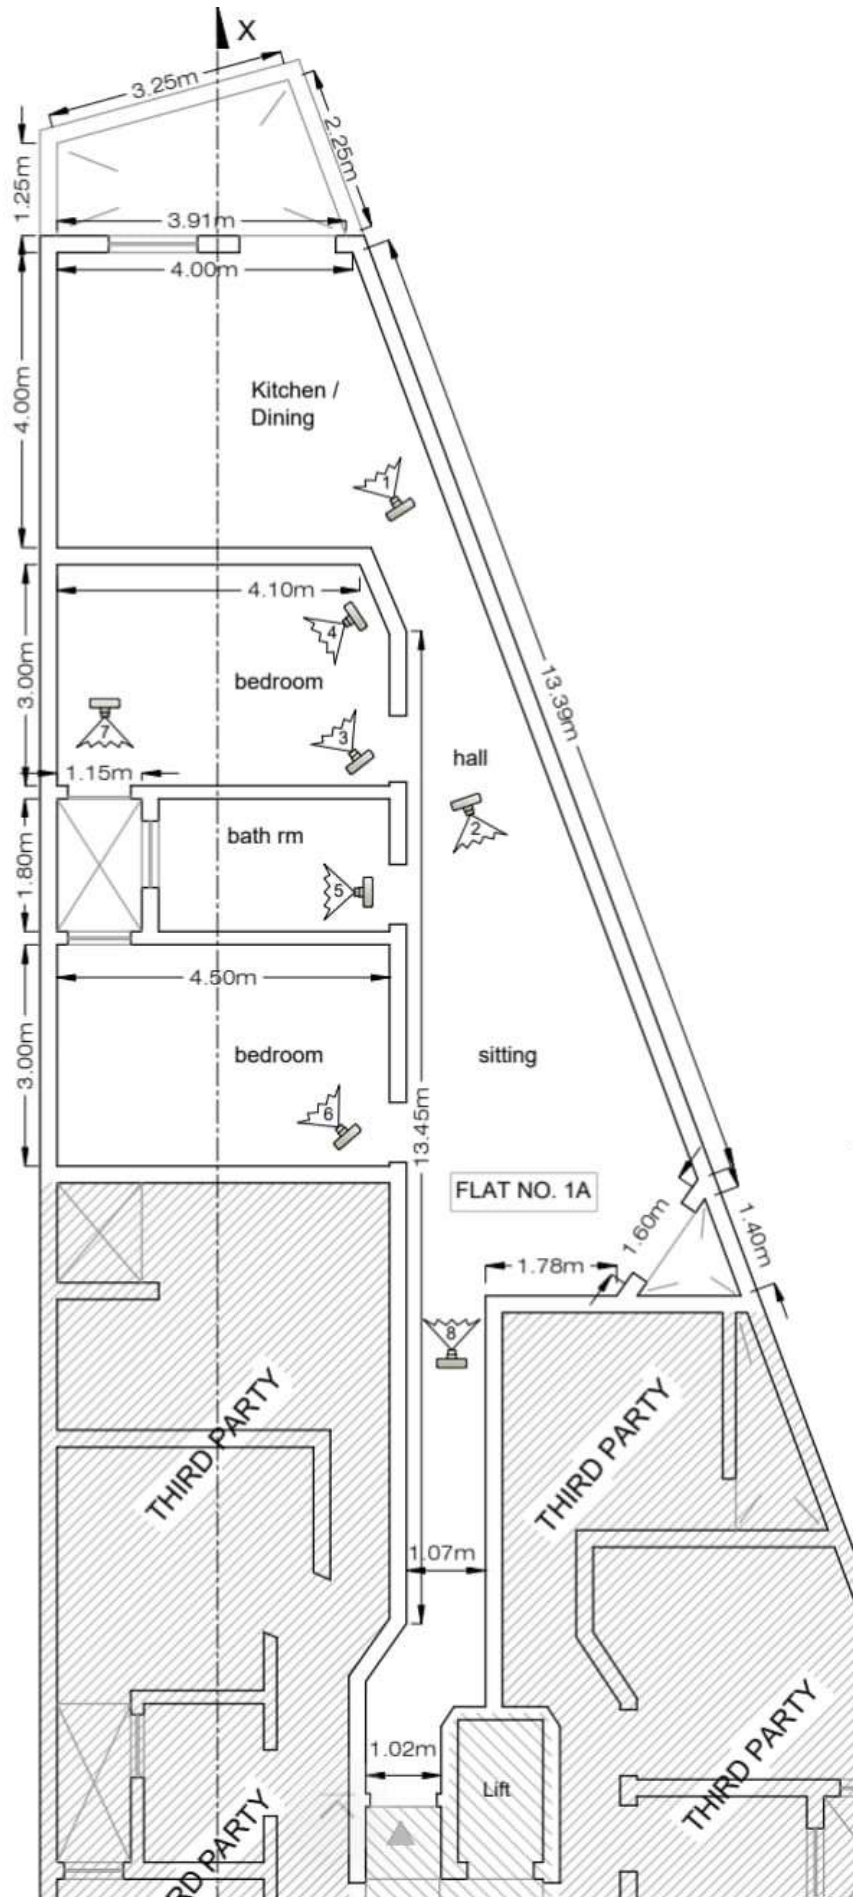 X
3.25m
2.25m
1.25m
3.91m
4.00m
4.00m
Kitchen /
Dining
1
13.39m
4.10m
4
3.00m
bedroom
3
7
hall
1.15m
2
1.80m
bath rm
5
4.50m
3.00m
bedroom
sitting
6
13.45m
FLAT NO. 1A
1.60m
1.40m
1.78m
8
THIRD PARTY
THIRD PARTY
1.07m
THIRD PARTY
1.02m
Lift
RD PARTY